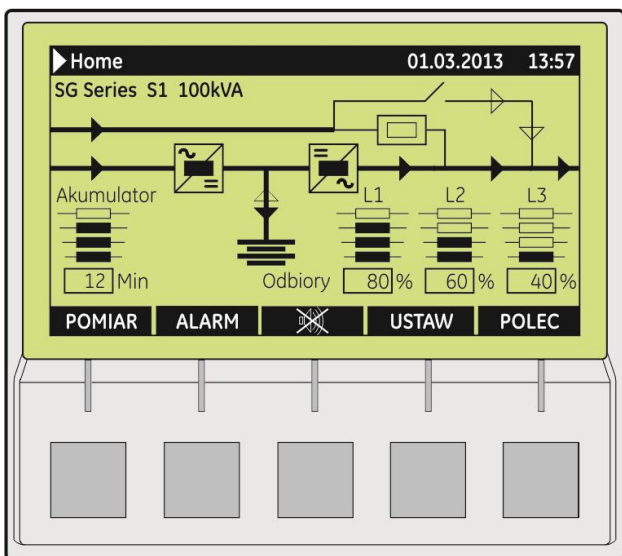 Home 01.03.2013 13:57
SG Series S1 100kVA
Akumulator L1 L2 L3
12 Min Odbiory 80 % 60 % 40 %
POMIAR ALARM USTAW POLEC